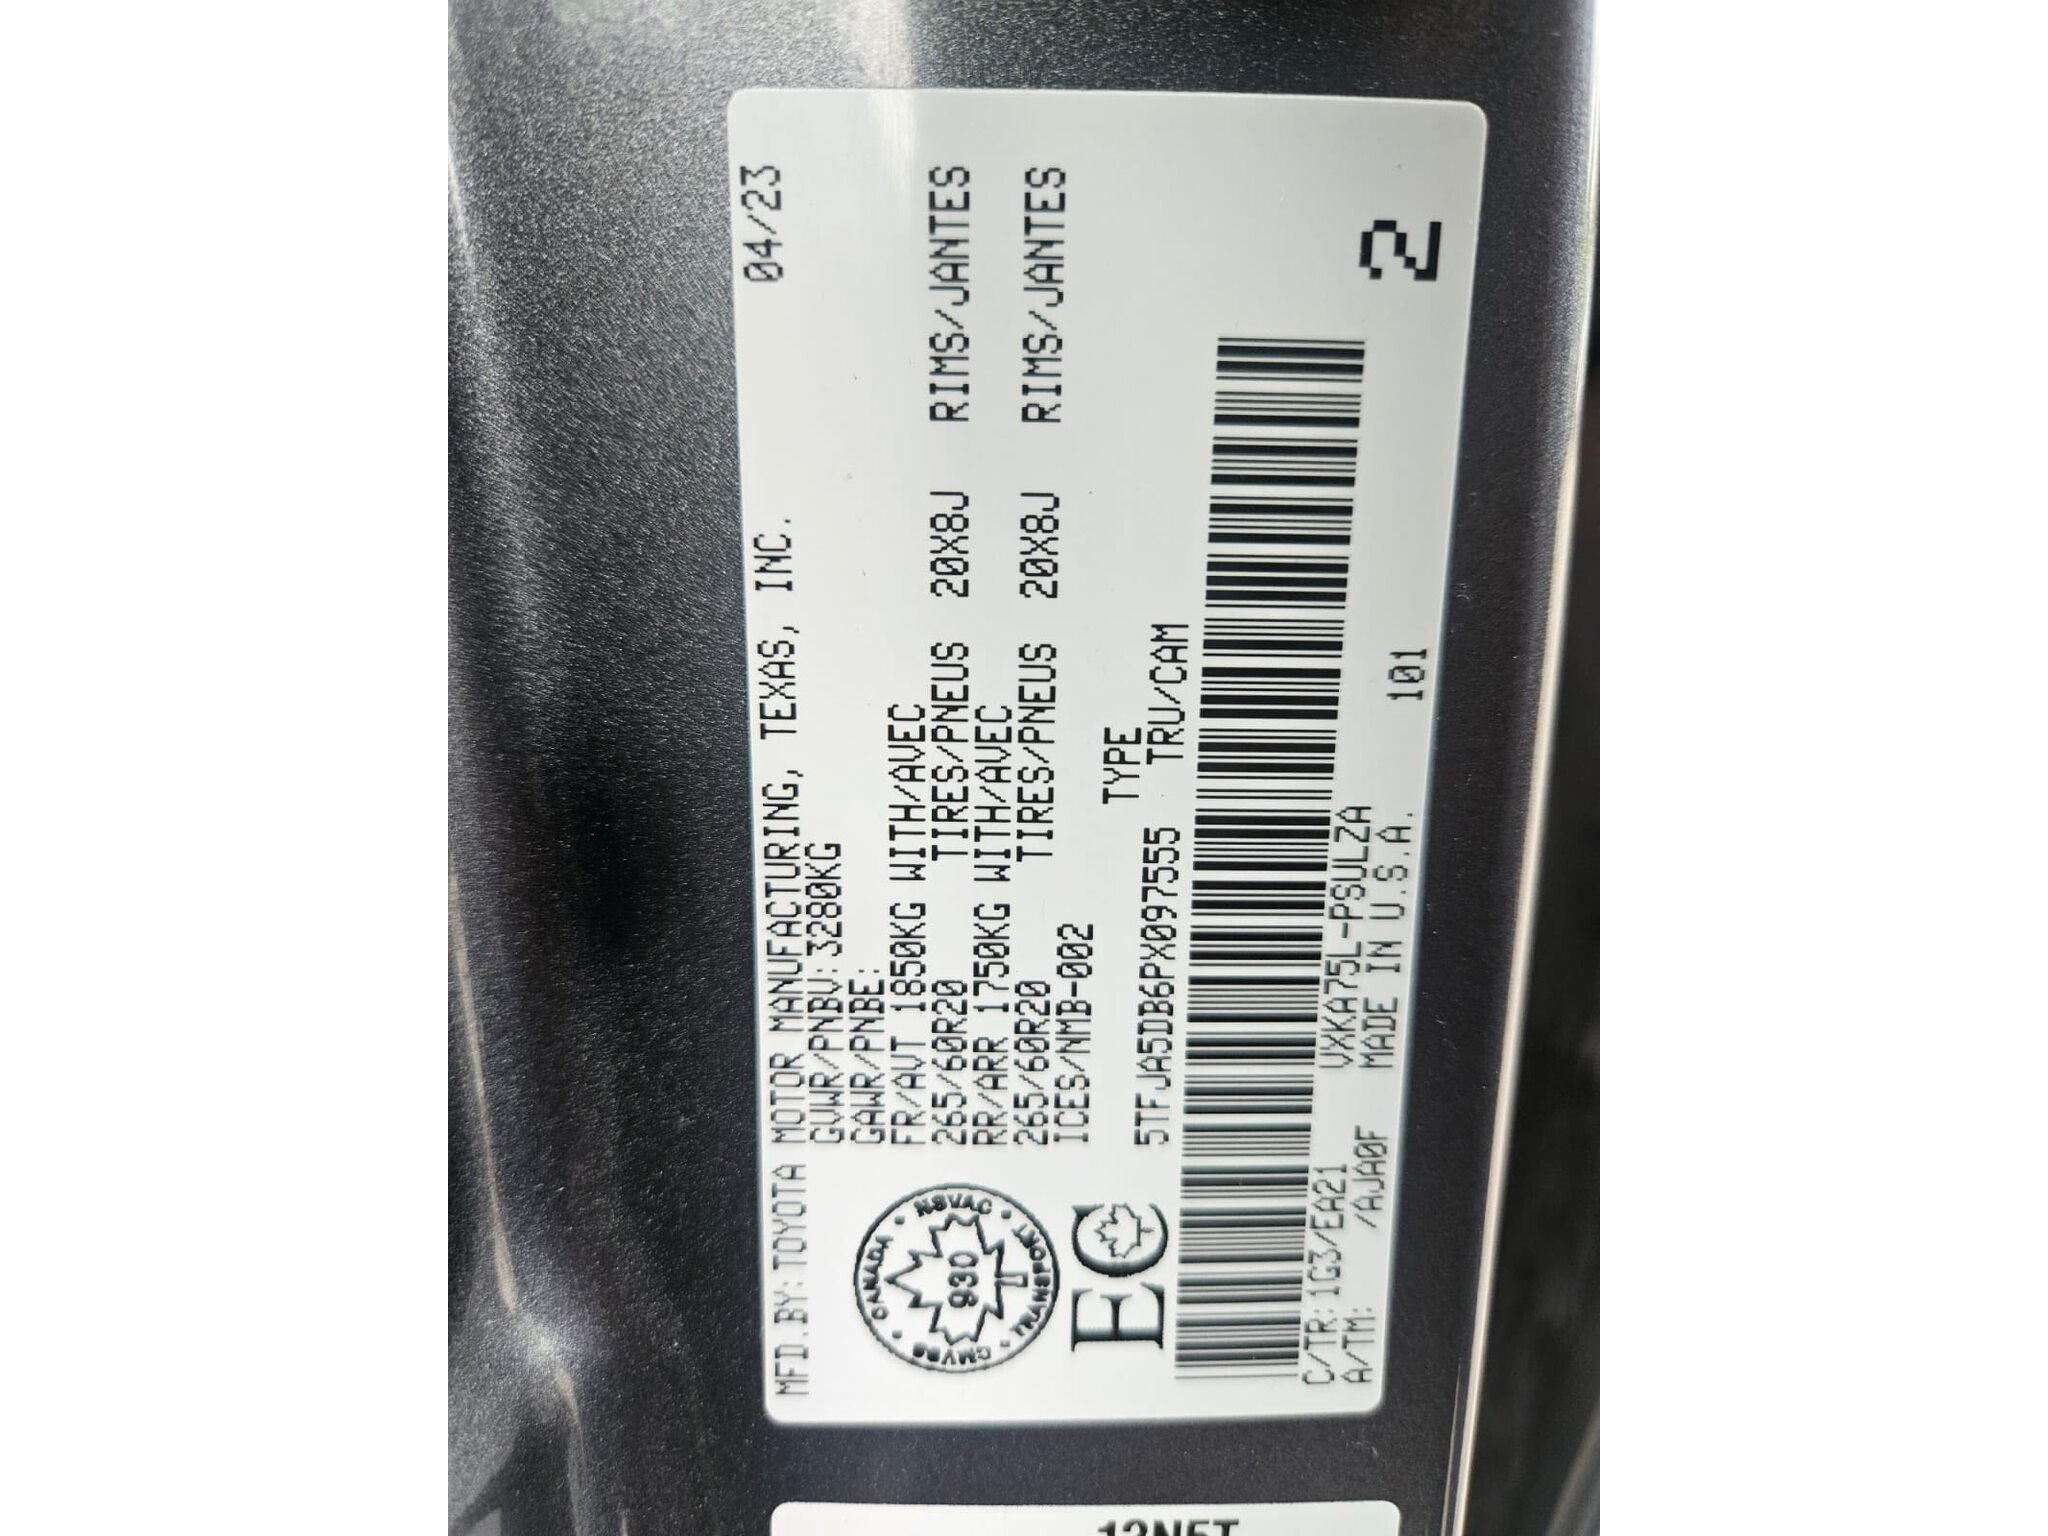 MFD.BY:TOYOTA MOTOR MANUFACTURING, TEXAS, INC. 04/23
GVWR/PNBV:3280KG
GAWR/PNBE:
FR/AVT 1850KG WITH/AVEC
265/60R20 TIRES/PNEUS 20X8J RIMS/JANTES
RR/ARR 1750KG WITH/AVEC
265/60R20 TIRES/PNEUS 20X8J RIMS/JANTES
ICES/NMB-002
CANADA • NSVAC • TRANSPORT • CMVSS •
930
EC
TYPE
5TFJA5DB6PX097555 TRU/CAM
C/TR:1G3/EA21 VXKA75L-PSULZA
A/TM: /AJA0F MADE IN U.S.A. 101
2
13N5T